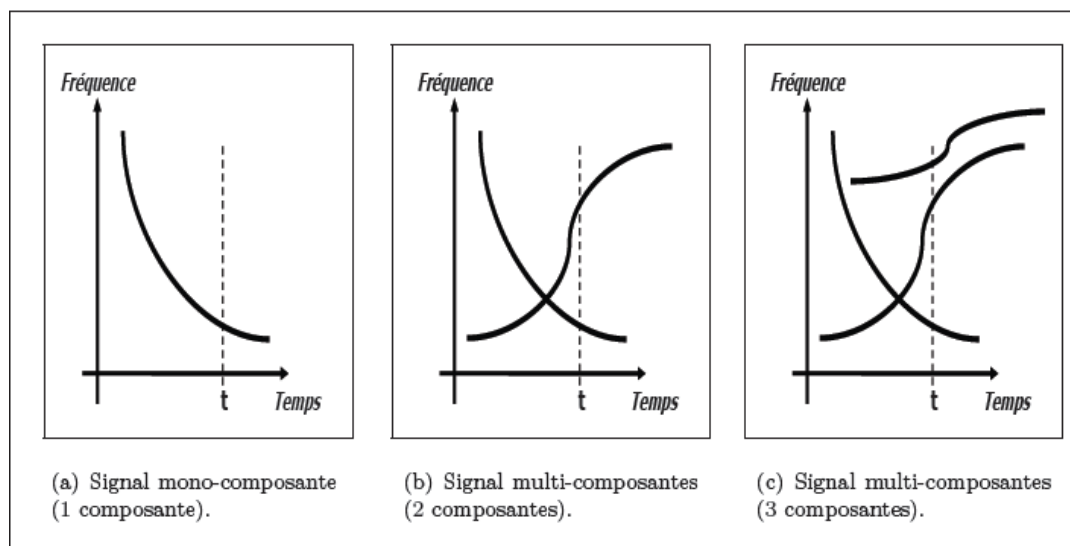 Fréquence
t
Temps
(a) Signal mono-composante
(1 composante).
Fréquence
t
Temps
(b) Signal multi-composantes
(2 composantes).
Fréquence
t
Temps
(c) Signal multi-composantes
(3 composantes).